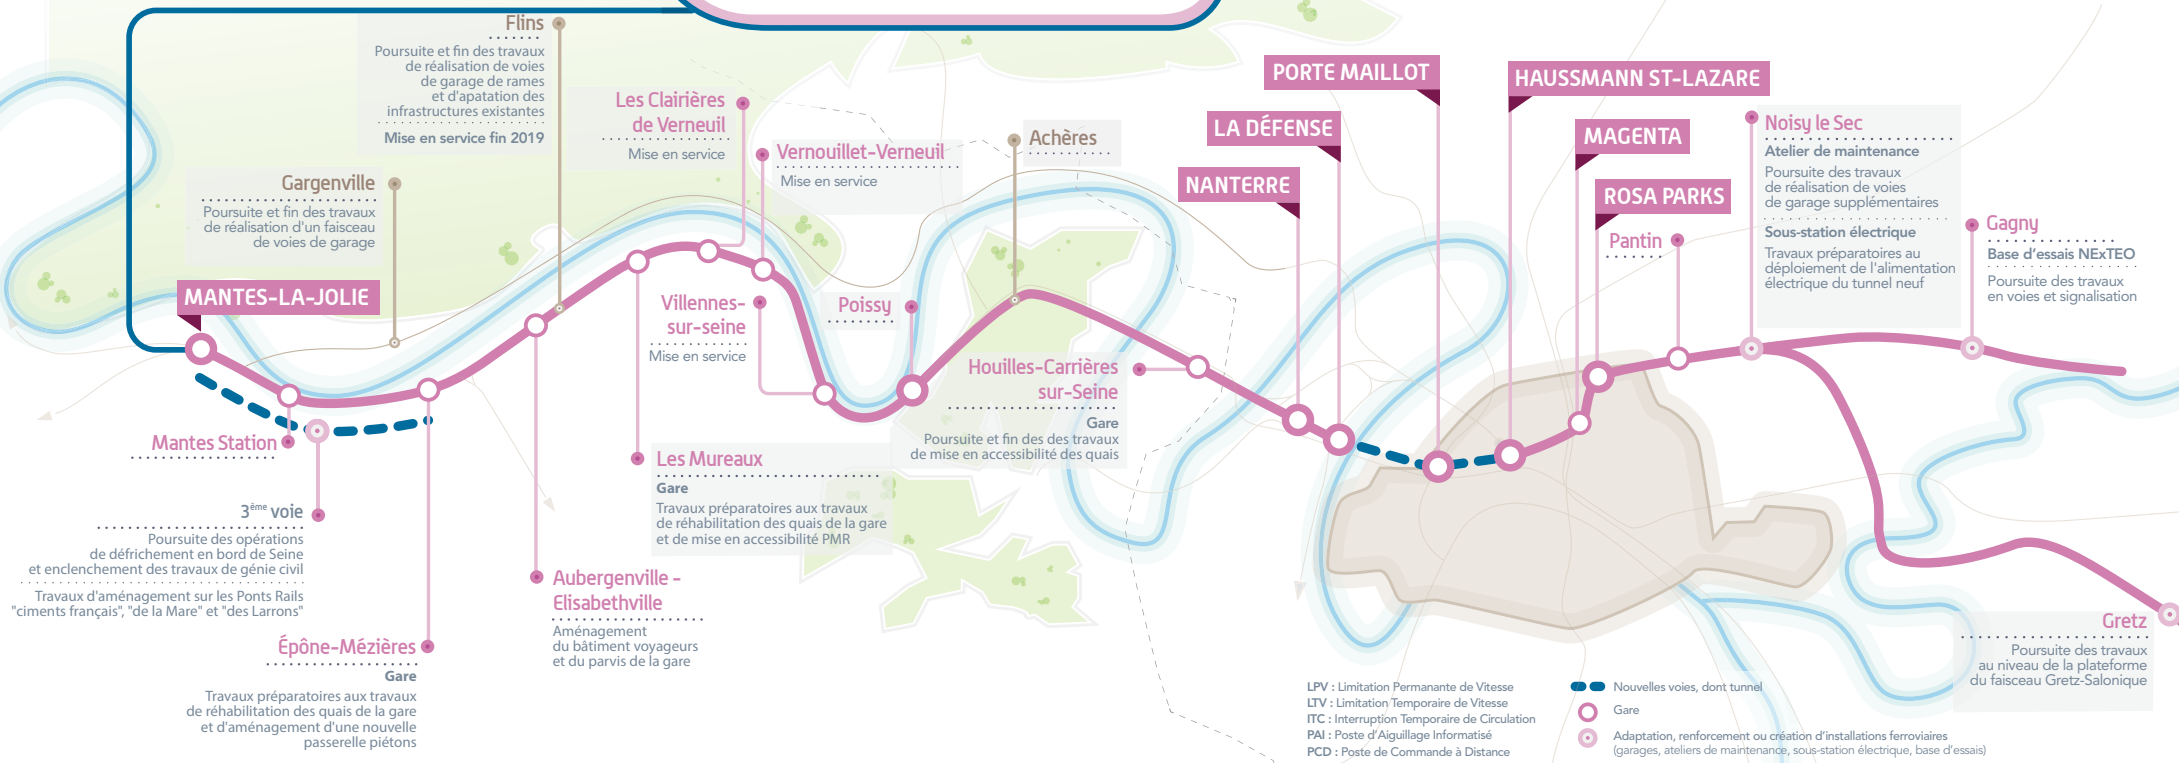 Flins
Poursuite et fin des travaux
de réalisation de voies
de garage de rames
et d'apatation des
infrastructures existantes
Mise en service fin 2019
Gargenville
Poursuite et fin des travaux
de réalisation d'un faisceau
de voies de garage
MANTES-LA-JOLIE
Mantes Station
3ème voie
Poursuite des opérations
de défrichement en bord de Seine
et enclenchement des travaux de génie civil
Travaux d'aménagement sur les Ponts Rails
"ciments français", "de la Mare" et "des Larrons"
Épône-Mézières
Gare
Travaux préparatoires aux travaux
de réhabilitation des quais de la gare
et d'aménagement d'une nouvelle
passerelle piétons
Aubergenville -
Elisabethville
Aménagement
du bâtiment voyageurs
et du parvis de la gare
Les Mureaux
Gare
Travaux préparatoires aux travaux
de réhabilitation des quais de la gare
et de mise en accessibilité PMR
Les Clairières
de Verneuil
Mise en service
Vernouillet-Verneuil
Mise en service
Villennes-
sur-seine
Mise en service
Poissy
Achères
Houilles-Carrières
sur-Seine
Gare
Poursuite et fin des des travaux
de mise en accessibilité des quais
NANTERRE
LA DÉFENSE
PORTE MAILLOT
HAUSSMANN ST-LAZARE
MAGENTA
ROSA PARKS
Pantin
Noisy le Sec
Atelier de maintenance
Poursuite des travaux
de réalisation de voies
de garage supplémentaires
Sous-station électrique
Travaux préparatoires au
déploiement de l'alimentation
électrique du tunnel neuf
Gagny
Base d'essais NExTEO
Poursuite des travaux
en voies et signalisation
Gretz
Poursuite des travaux
au niveau de la plateforme
du faisceau Gretz-Salonique
LPV : Limitation Permanante de Vitesse
LTV : Limitation Temporaire de Vitesse
ITC : Interruption Temporaire de Circulation
PAI : Poste d'Aiguillage Informatisé
PCD : Poste de Commande à Distance
Nouvelles voies, dont tunnel
Gare
Adaptation, renforcement ou création d'installations ferroviaires
(garages, ateliers de maintenance, sous-station électrique, base d'essais)